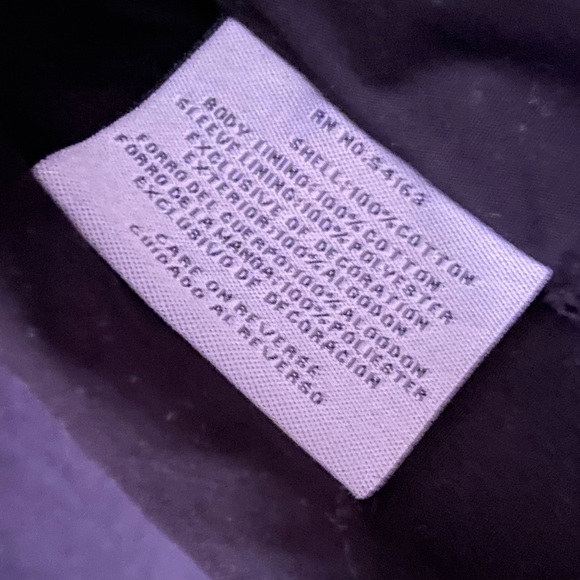 RN NO:54163
SHELL:100%COTTON
BODY LINING:100%COTTON
SLEEVE LINING:100%POLYESTER
EXCLUSIVE OF DECORATION
EXTERIOR:100%ALGODON
FORRO DEL CUERPO:100%ALGODON
FORRO DE LA MANGA:100%POLIESTER
EXCLUSIVO DE DECORACION
CARE ON REVERSE
CUIDADO AL REVERSO